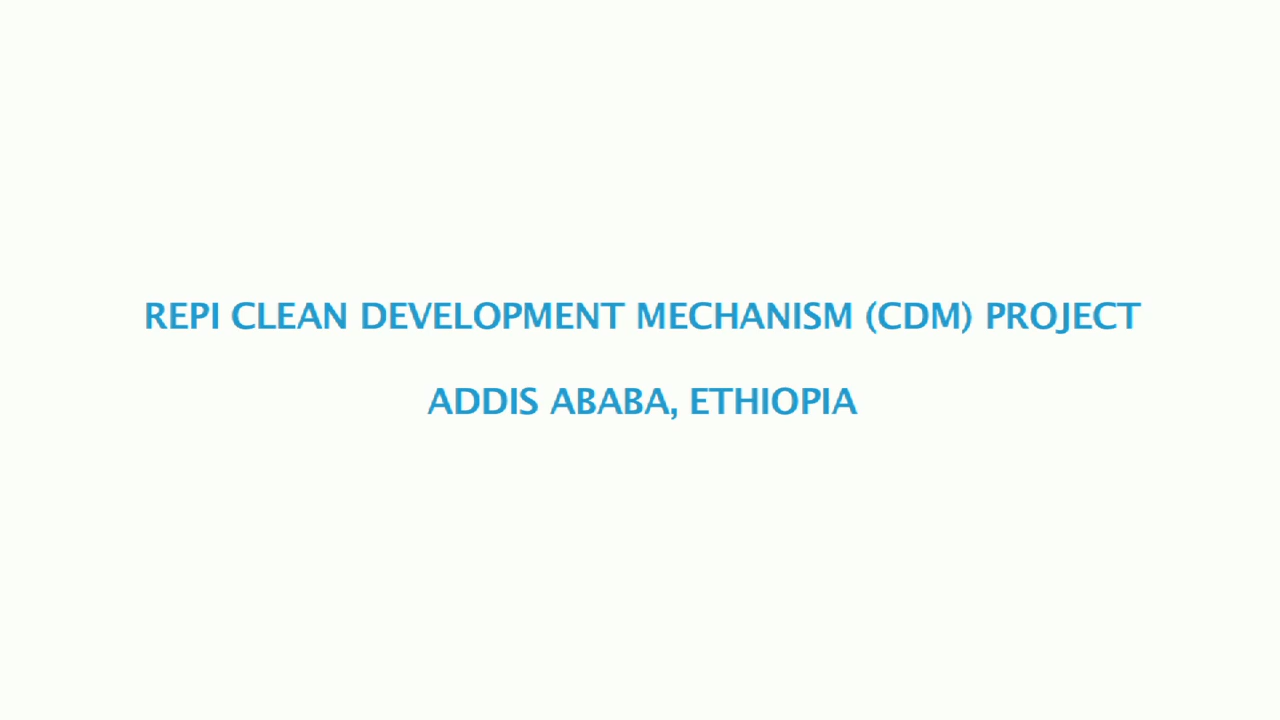 REPI CLEAN DEVELOPMENT MECHANISM (CDM) PROJECT
ADDIS ABABA, ETHIOPIA